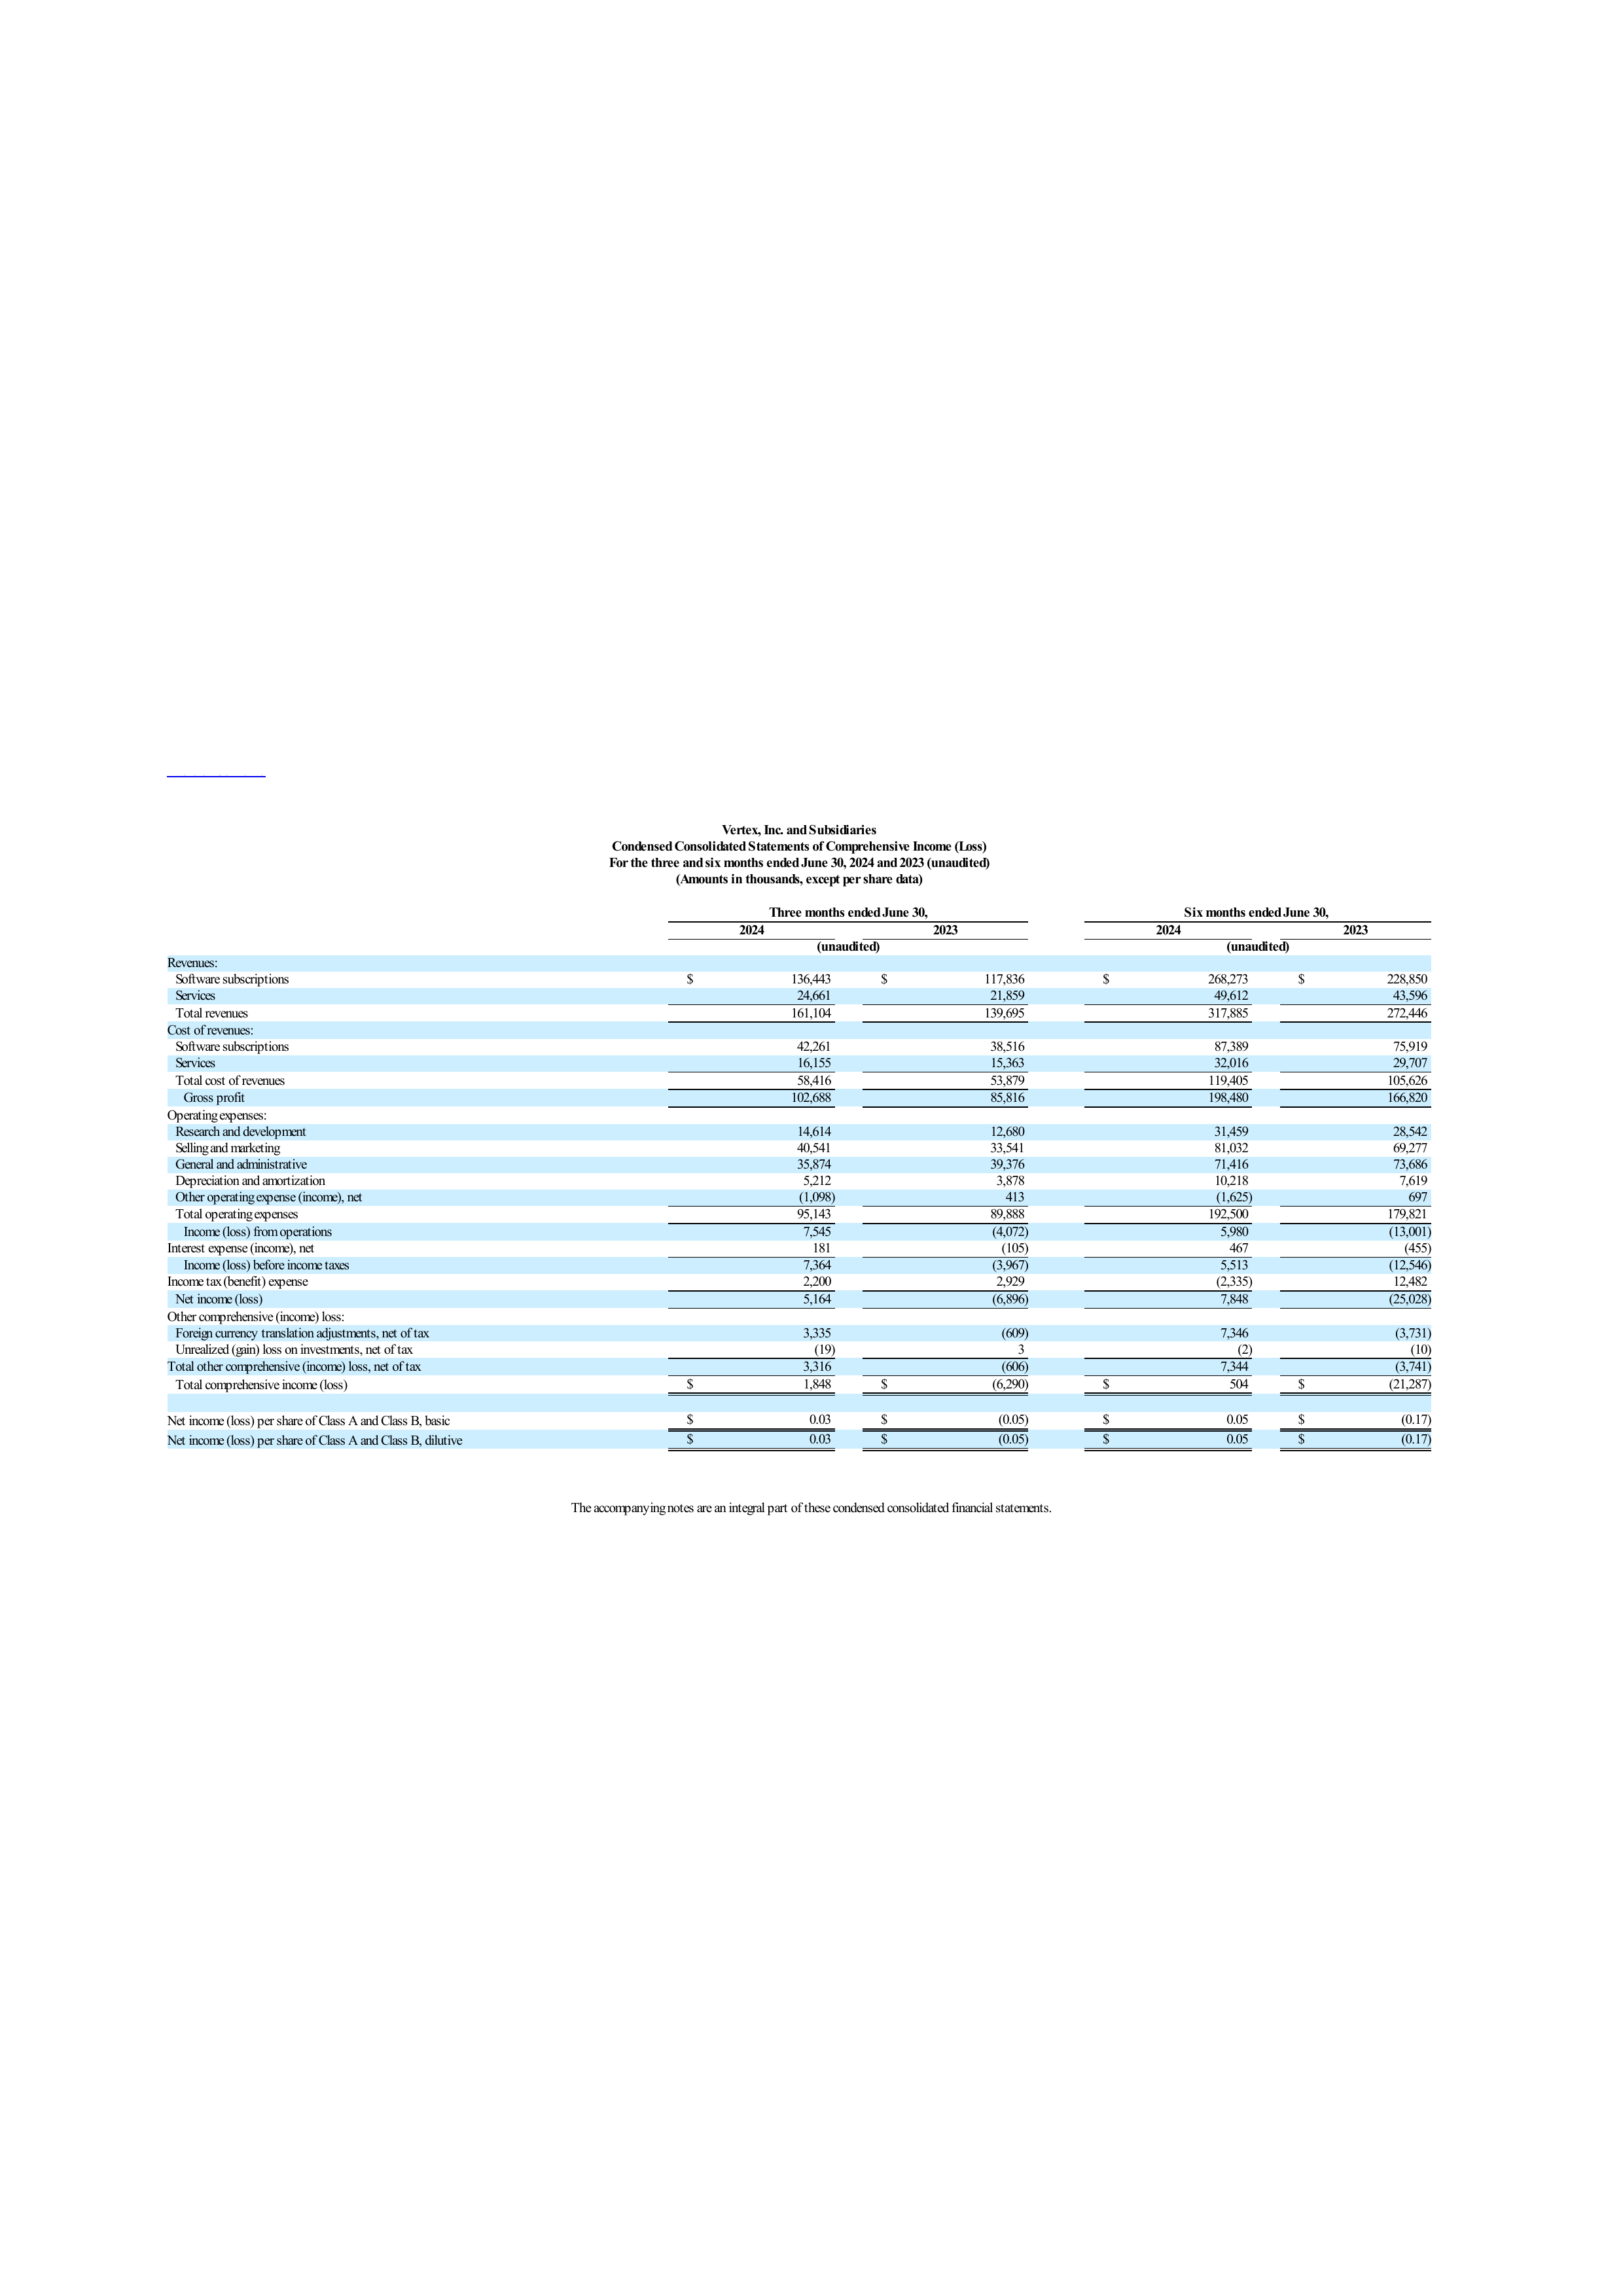 Vertex, Inc. and Subsidiaries
Condensed Consolidated Statements of Comprehensive Income (Loss)
For the three and six months ended June 30, 2024 and 2023 (unaudited)
(Amounts in thousands, except per share data)
Three months ended June 30, Six months ended June 30,
2024 2023 2024 2023
(unaudited) (unaudited)
Revenues:
Software subscriptions $ 136,443 $ 117,836 $ 268,273 $ 228,850
Services 24,661 21,859 49,612 43,596
Total revenues 161,104 139,695 317,885 272,446
Cost of revenues:
Software subscriptions 42,261 38,516 87,389 75,919
Services 16,155 15,363 32,016 29,707
Total cost of revenues 58,416 53,879 119,405 105,626
Gross profit 102,688 85,816 198,480 166,820
Operating expenses:
Research and development 14,614 12,680 31,459 28,542
Selling and marketing 40,541 33,541 81,032 69,277
General and administrative 35,874 39,376 71,416 73,686
Depreciation and amortization 5,212 3,878 10,218 7,619
Other operating expense (income), net (1,098) 413 (1,625) 697
Total operating expenses 95,143 89,888 192,500 179,821
Income (loss) from operations 7,545 (4,072) 5,980 (13,001)
Interest expense (income), net 181 (105) 467 (455)
Income (loss) before income taxes 7,364 (3,967) 5,513 (12,546)
Income tax (benefit) expense 2,200 2,929 (2,335) 12,482
Net income (loss) 5,164 (6,896) 7,848 (25,028)
Other comprehensive (income) loss:
Foreign currency translation adjustments, net of tax 3,335 (609) 7,346 (3,731)
Unrealized (gain) loss on investments, net of tax (19) 3 (2) (10)
Total other comprehensive (income) loss, net of tax 3,316 (606) 7,344 (3,741)
Total comprehensive income (loss) $ 1,848 $ (6,290) $ 504 $ (21,287)
Net income (loss) per share of Class A and Class B, basic $ 0.03 $ (0.05) $ 0.05 $ (0.17)
Net income (loss) per share of Class A and Class B, dilutive $ 0.03 $ (0.05) $ 0.05 $ (0.17)
The accompanying notes are an integral part of these condensed consolidated financial statements.